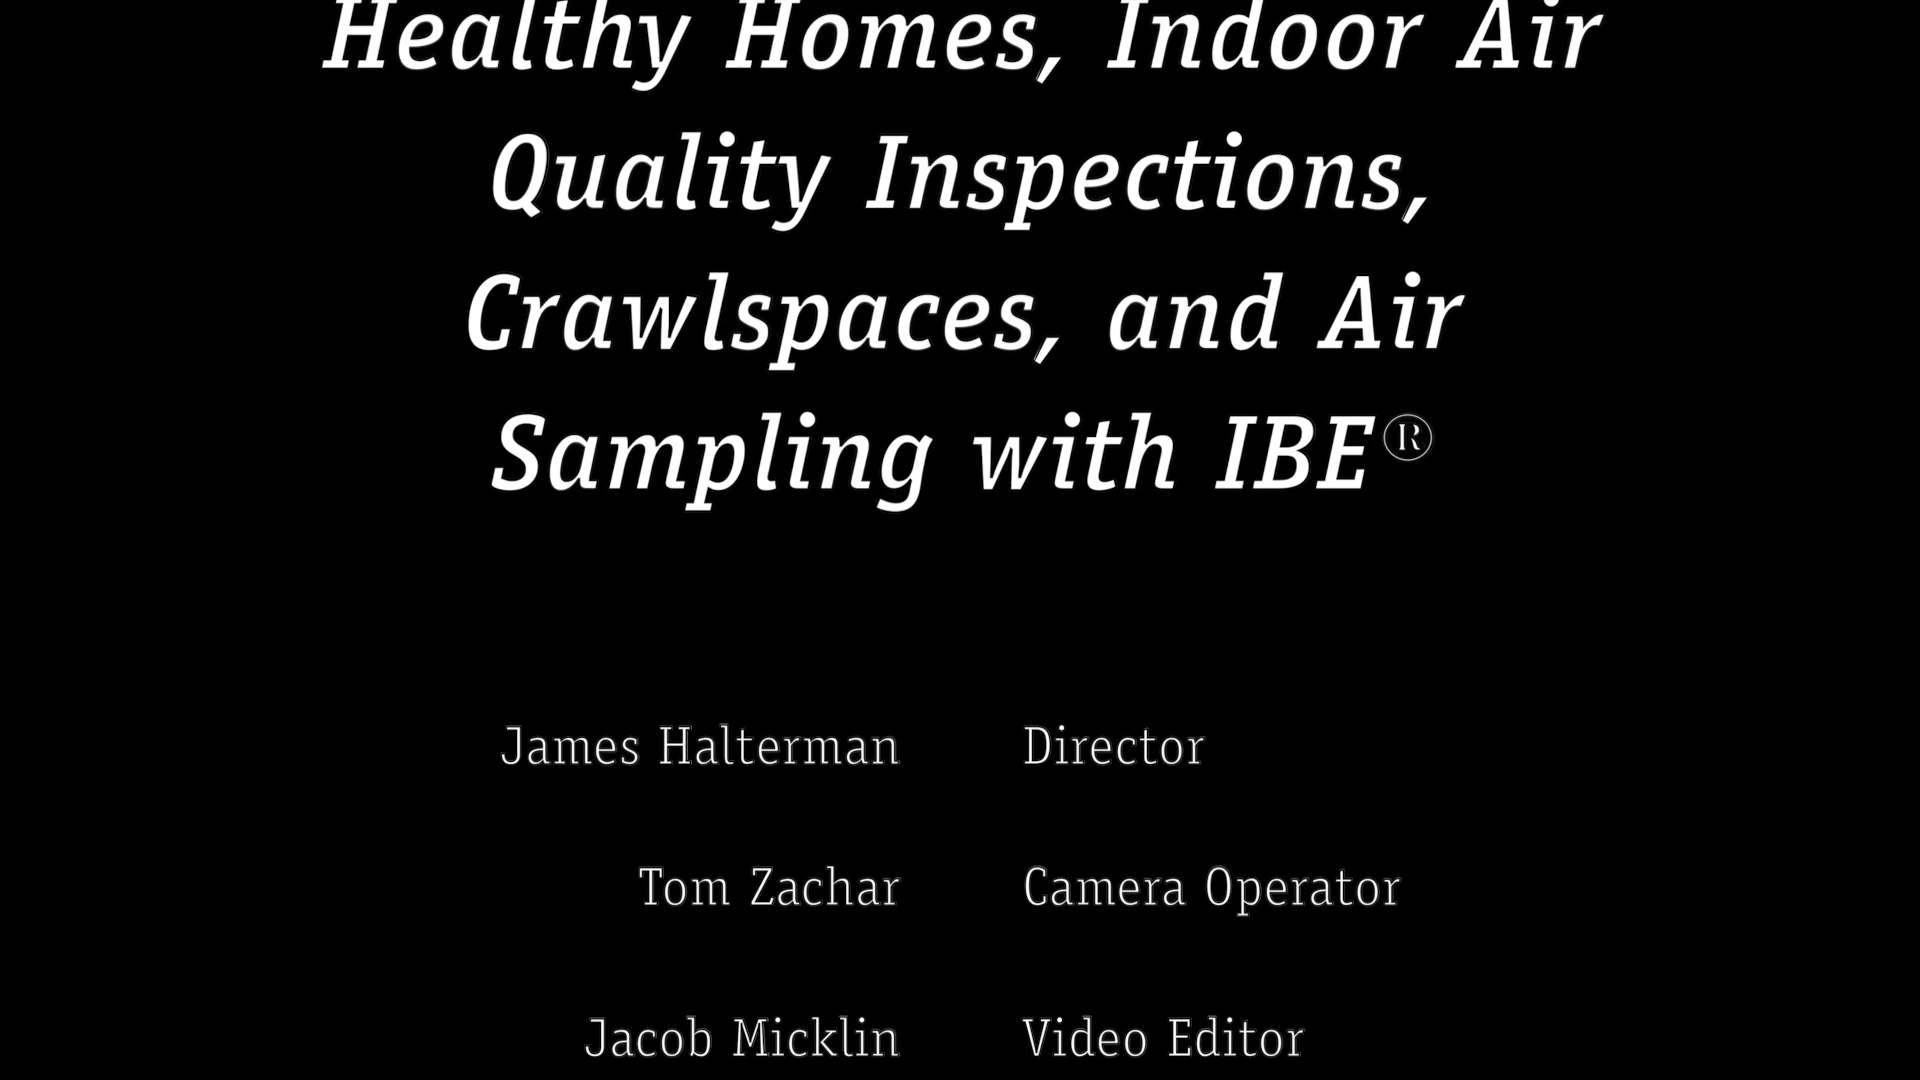 Healthy Homes, Indoor Air
Quality Inspections,
Crawlspaces, and Air
Sampling with IBE®
James Halterman Director
Tom Zachar Camera Operator
Jacob Micklin Video Editor